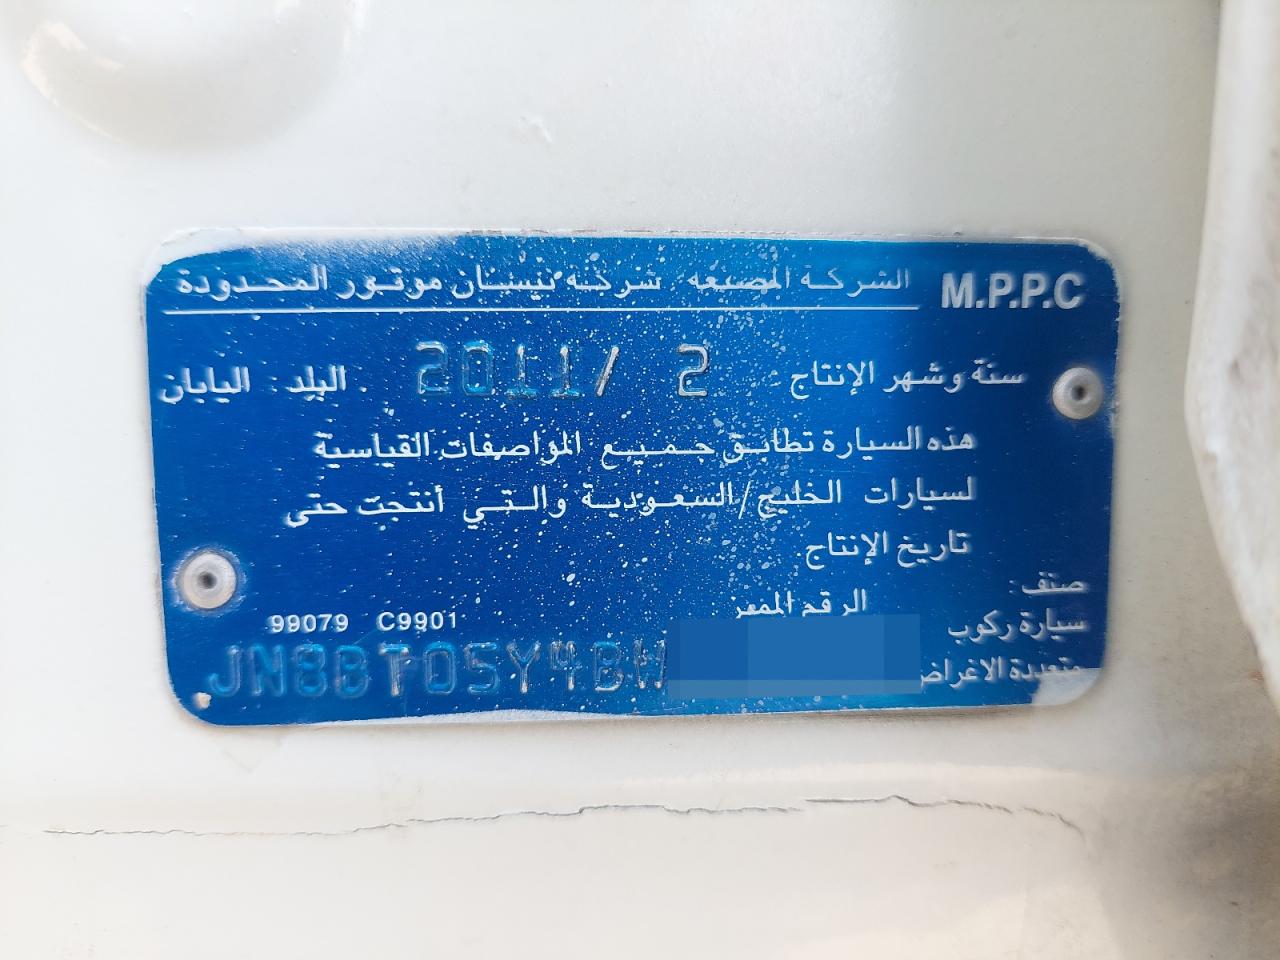 M.P.P.C الشركة المصنعه شركة نيسان موتور المحدودة
سنة وشهر الإنتاج 2011/ 2 البلد : اليابان
هذه السيارة تطابق جميع المواصفات القياسية
لسيارات الخليج/السعودية والتي أنتجت حتى
تاريخ الإنتاج
صنف :
سيارة ركوب
متعددة الاغراض
الرقم المميز
99079 C9901
JN8BT05Y4BW